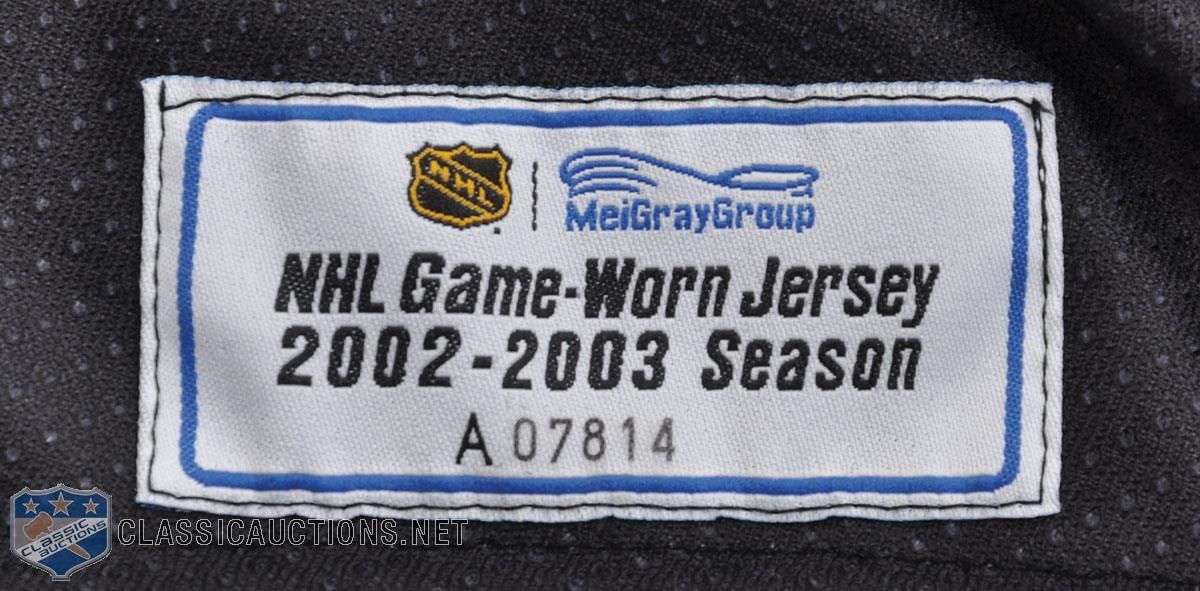 NHL
MeiGrayGroup
NHL Game-Worn Jersey
2002-2003 Season
A 07814
CLASSIC AUCTIONS
CLASSICAUCTIONS.NET